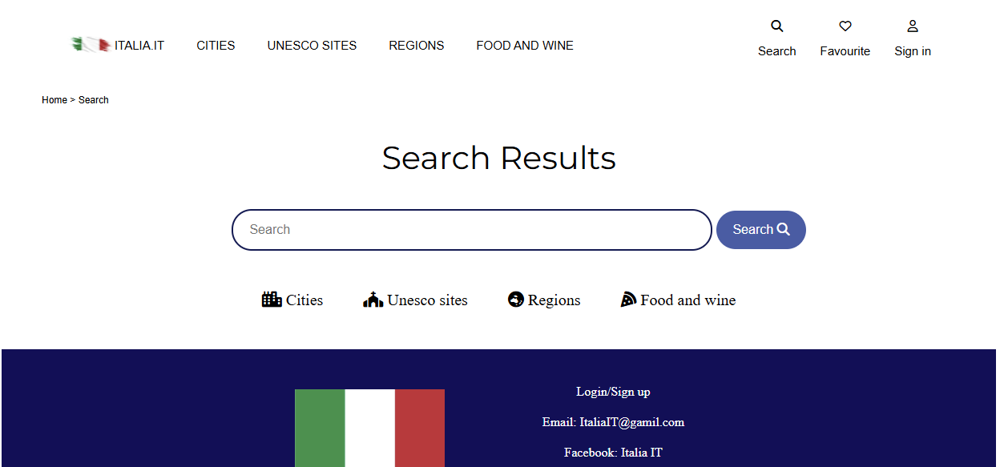 ITALIA.IT CITIES UNESCO SITES REGIONS FOOD AND WINE
Search Favourite Sign in
Home > Search
Search Results
Search Search
Cities Unesco sites Regions Food and wine
Login/Sign up
Email: ItaliaIT@gamil.com
Facebook: Italia IT